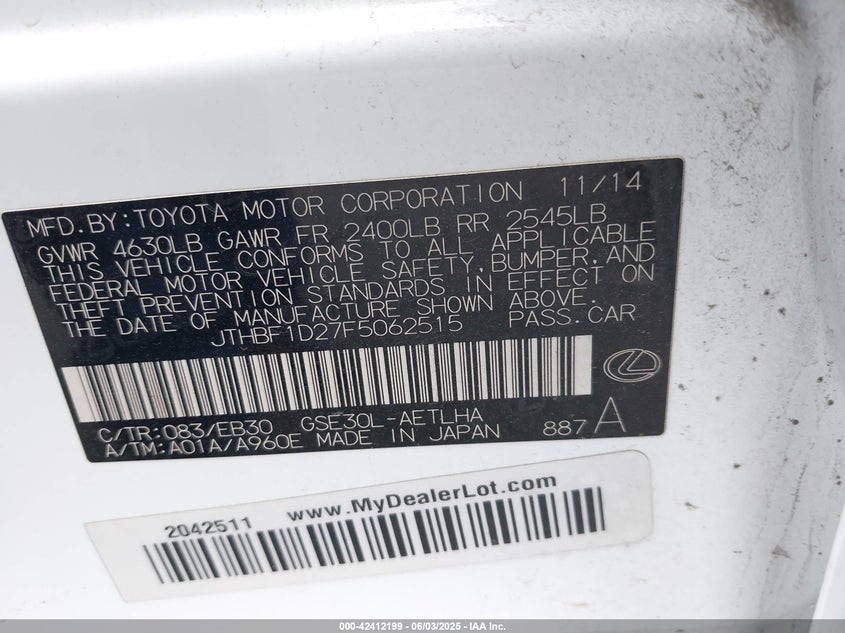 MFD.BY:TOYOTA MOTOR CORPORATION 11/14
GVWR 4630LB GAWR FR 2400LB RR 2545LB
THIS VEHICLE CONFORMS TO ALL APPLICABLE
FEDERAL MOTOR VEHICLE SAFETY,BUMPER,AND
THEFT PREVENTION STANDARDS IN EFFECT ON
THE DATE OF MANUFACTURE SHOWN ABOVE.
JTHBF1D27F5062515 PASS.CAR
C/TR:083/EB30 GSE30L-AETLHA
A/TM:A01A/A960E MADE IN JAPAN 887 A
2042511 www.MyDealerLot.com
000-42412199 - 06/03/2025 - IAA Inc.